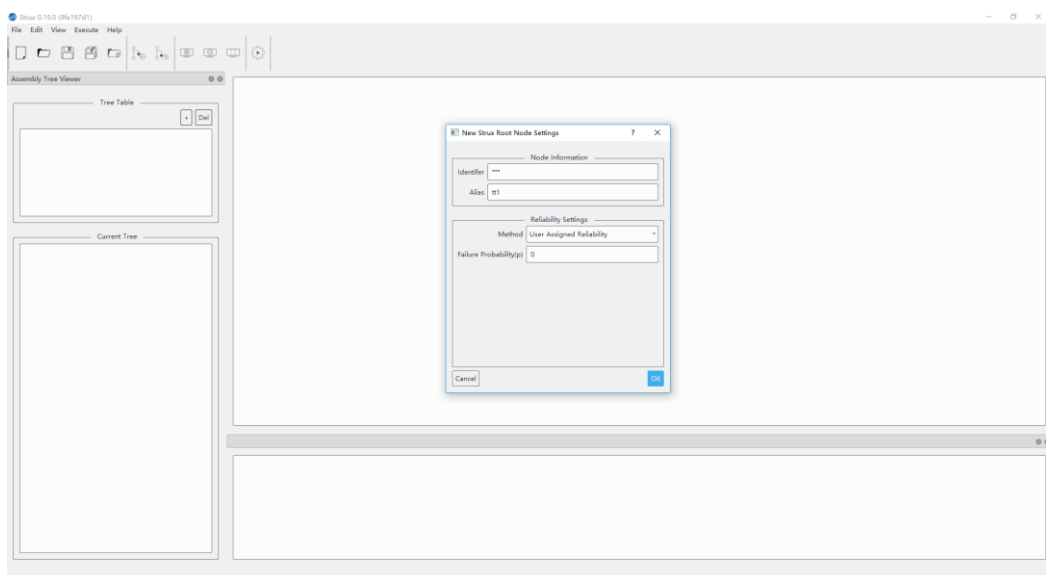 Strux 0.19.0 (9fe197d1)
File Edit View Execute Help
Assembly Tree Viewer
Tree Table
+ Del
Current Tree
New Strux Root Node Settings ? ×
Node Information
Identifer ***
Alias tt1
Reliability Settings
Method User Assigned Reliability
Failure Probability(p) 0
Cancel OK